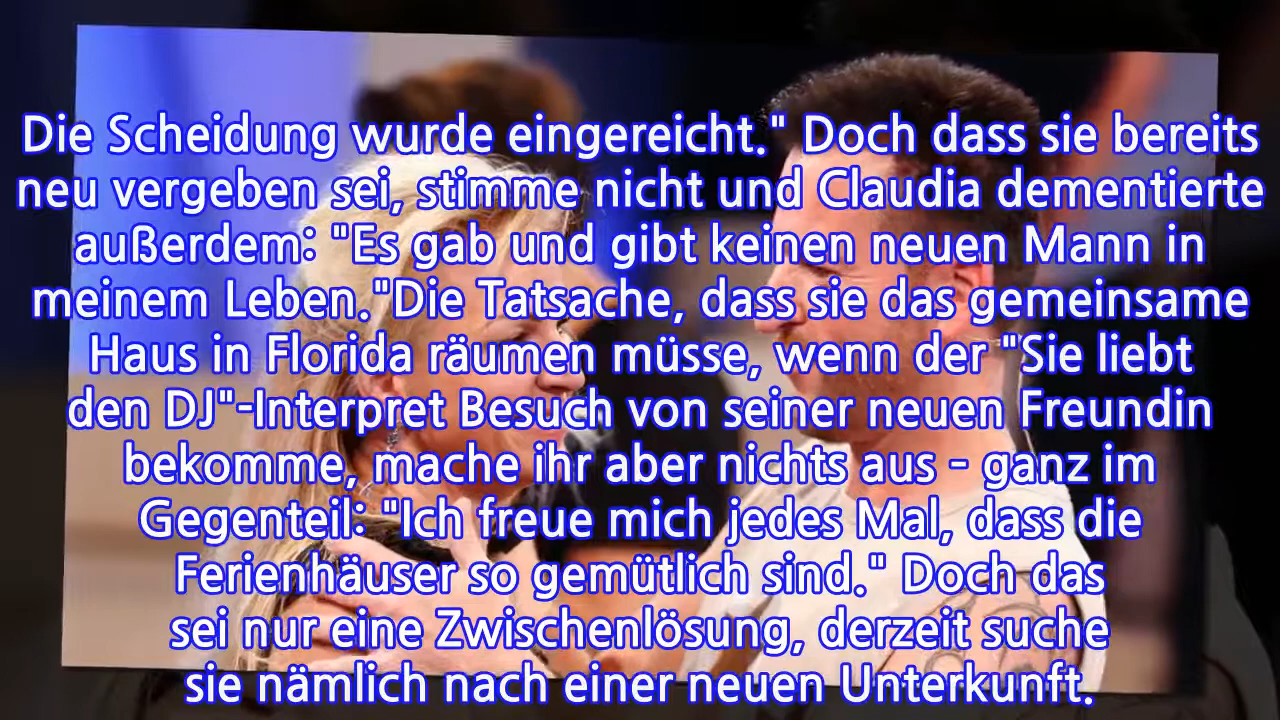 Die Scheidung wurde eingereicht." Doch dass sie bereits
neu vergeben sei, stimme nicht und Claudia dementierte
außerdem: "Es gab und gibt keinen neuen Mann in
meinem Leben."Die Tatsache, dass sie das gemeinsame
Haus in Florida räumen müsse, wenn der "Sie liebt
den DJ"-Interpret Besuch von seiner neuen Freundin
bekomme, mache ihr aber nichts aus - ganz im
Gegenteil: "Ich freue mich jedes Mal, dass die
Ferienhäuser so gemütlich sind." Doch das
sei nur eine Zwischenlösung, derzeit suche
sie nämlich nach einer neuen Unterkunft.